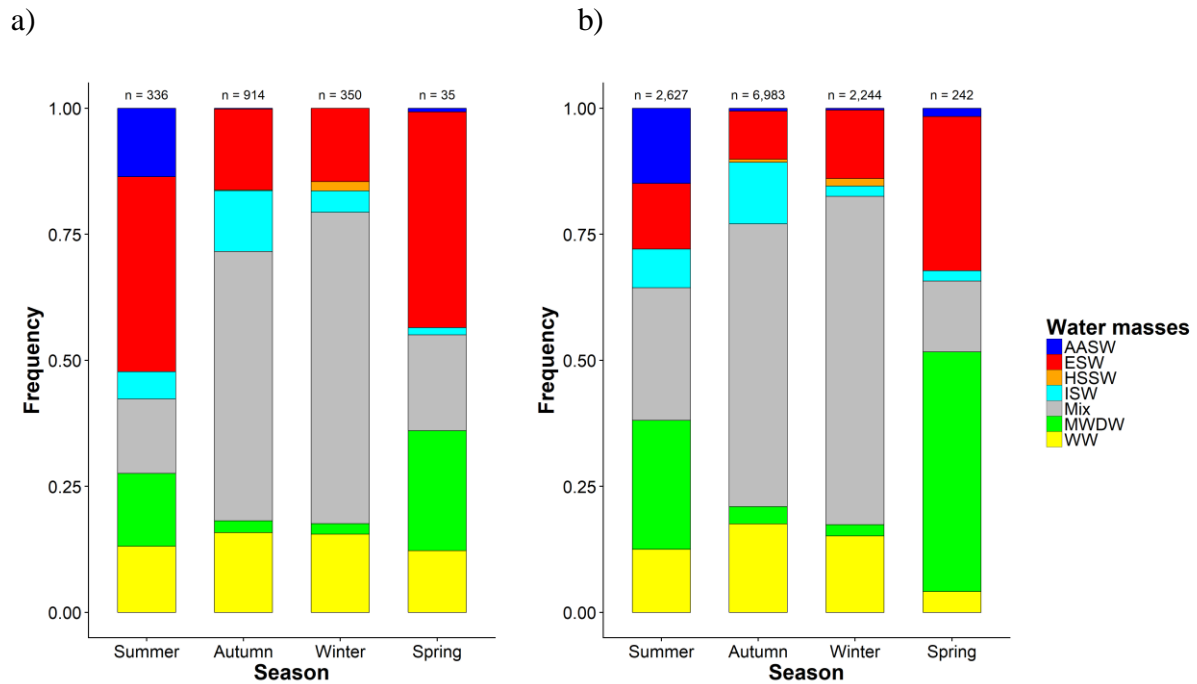 a)
n = 336 n = 914 n = 350 n = 35
1.00
0.75
0.50
0.25
0.00
Frequency
Summer Autumn Winter Spring
Season
b)
n = 2,627 n = 6,983 n = 2,244 n = 242
1.00
0.75
0.50
0.25
0.00
Frequency
Summer Autumn Winter Spring
Season
Water masses
AASW
ESW
HSSW
ISW
Mix
MWDW
WW